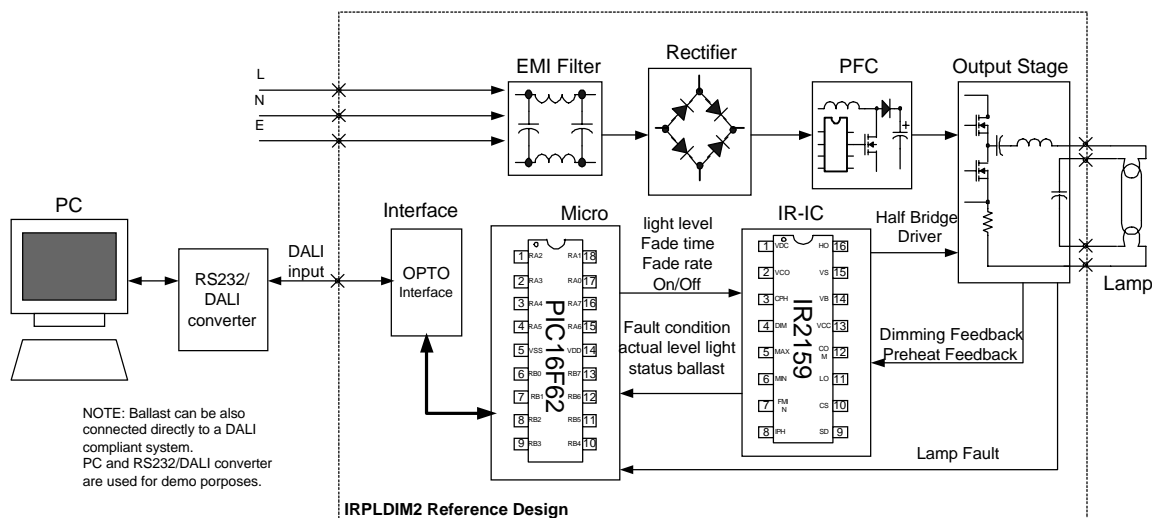 L
N
E
EMI Filter
Rectifier
PFC
+
Output Stage
Lamp
PC
RS232/
DALI
converter
DALI
input
Interface
OPTO
Interface
Micro
PIC16F62
1 RA2
2 RA3
3 RA4
4 RA5
5 VSS
6 RB0
7 RB1
8 RB2
9 RB3
RA1 18
RA0 17
RA7 16
RA6 15
VDD 14
RB7 13
RB6 12
RB5 11
RB4 10
light level
Fade time
Fade rate
On/Off
Fault condition
actual level light
status ballast
IR-IC
IR2159
1 VDC
2 VCO
3 CPH
4 DIM
5 MAX
6 MIN
7 FMI
N
8 IPH
HO 16
VS 15
VB 14
VCC 13
CO
M 12
LO 11
CS 10
SD 9
Half Bridge
Driver
Dimming Feedback
Preheat Feedback
Lamp Fault
NOTE: Ballast can be also
connected directly to a DALI
compliant system.
PC and RS232/DALI converter
are used for demo porposes.
IRPLDIM2 Reference Design